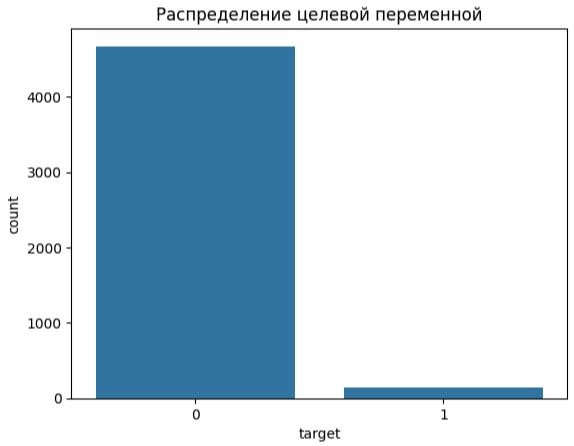 Распределение целевой переменной
4000
3000
2000
1000
0
count
0 1
target